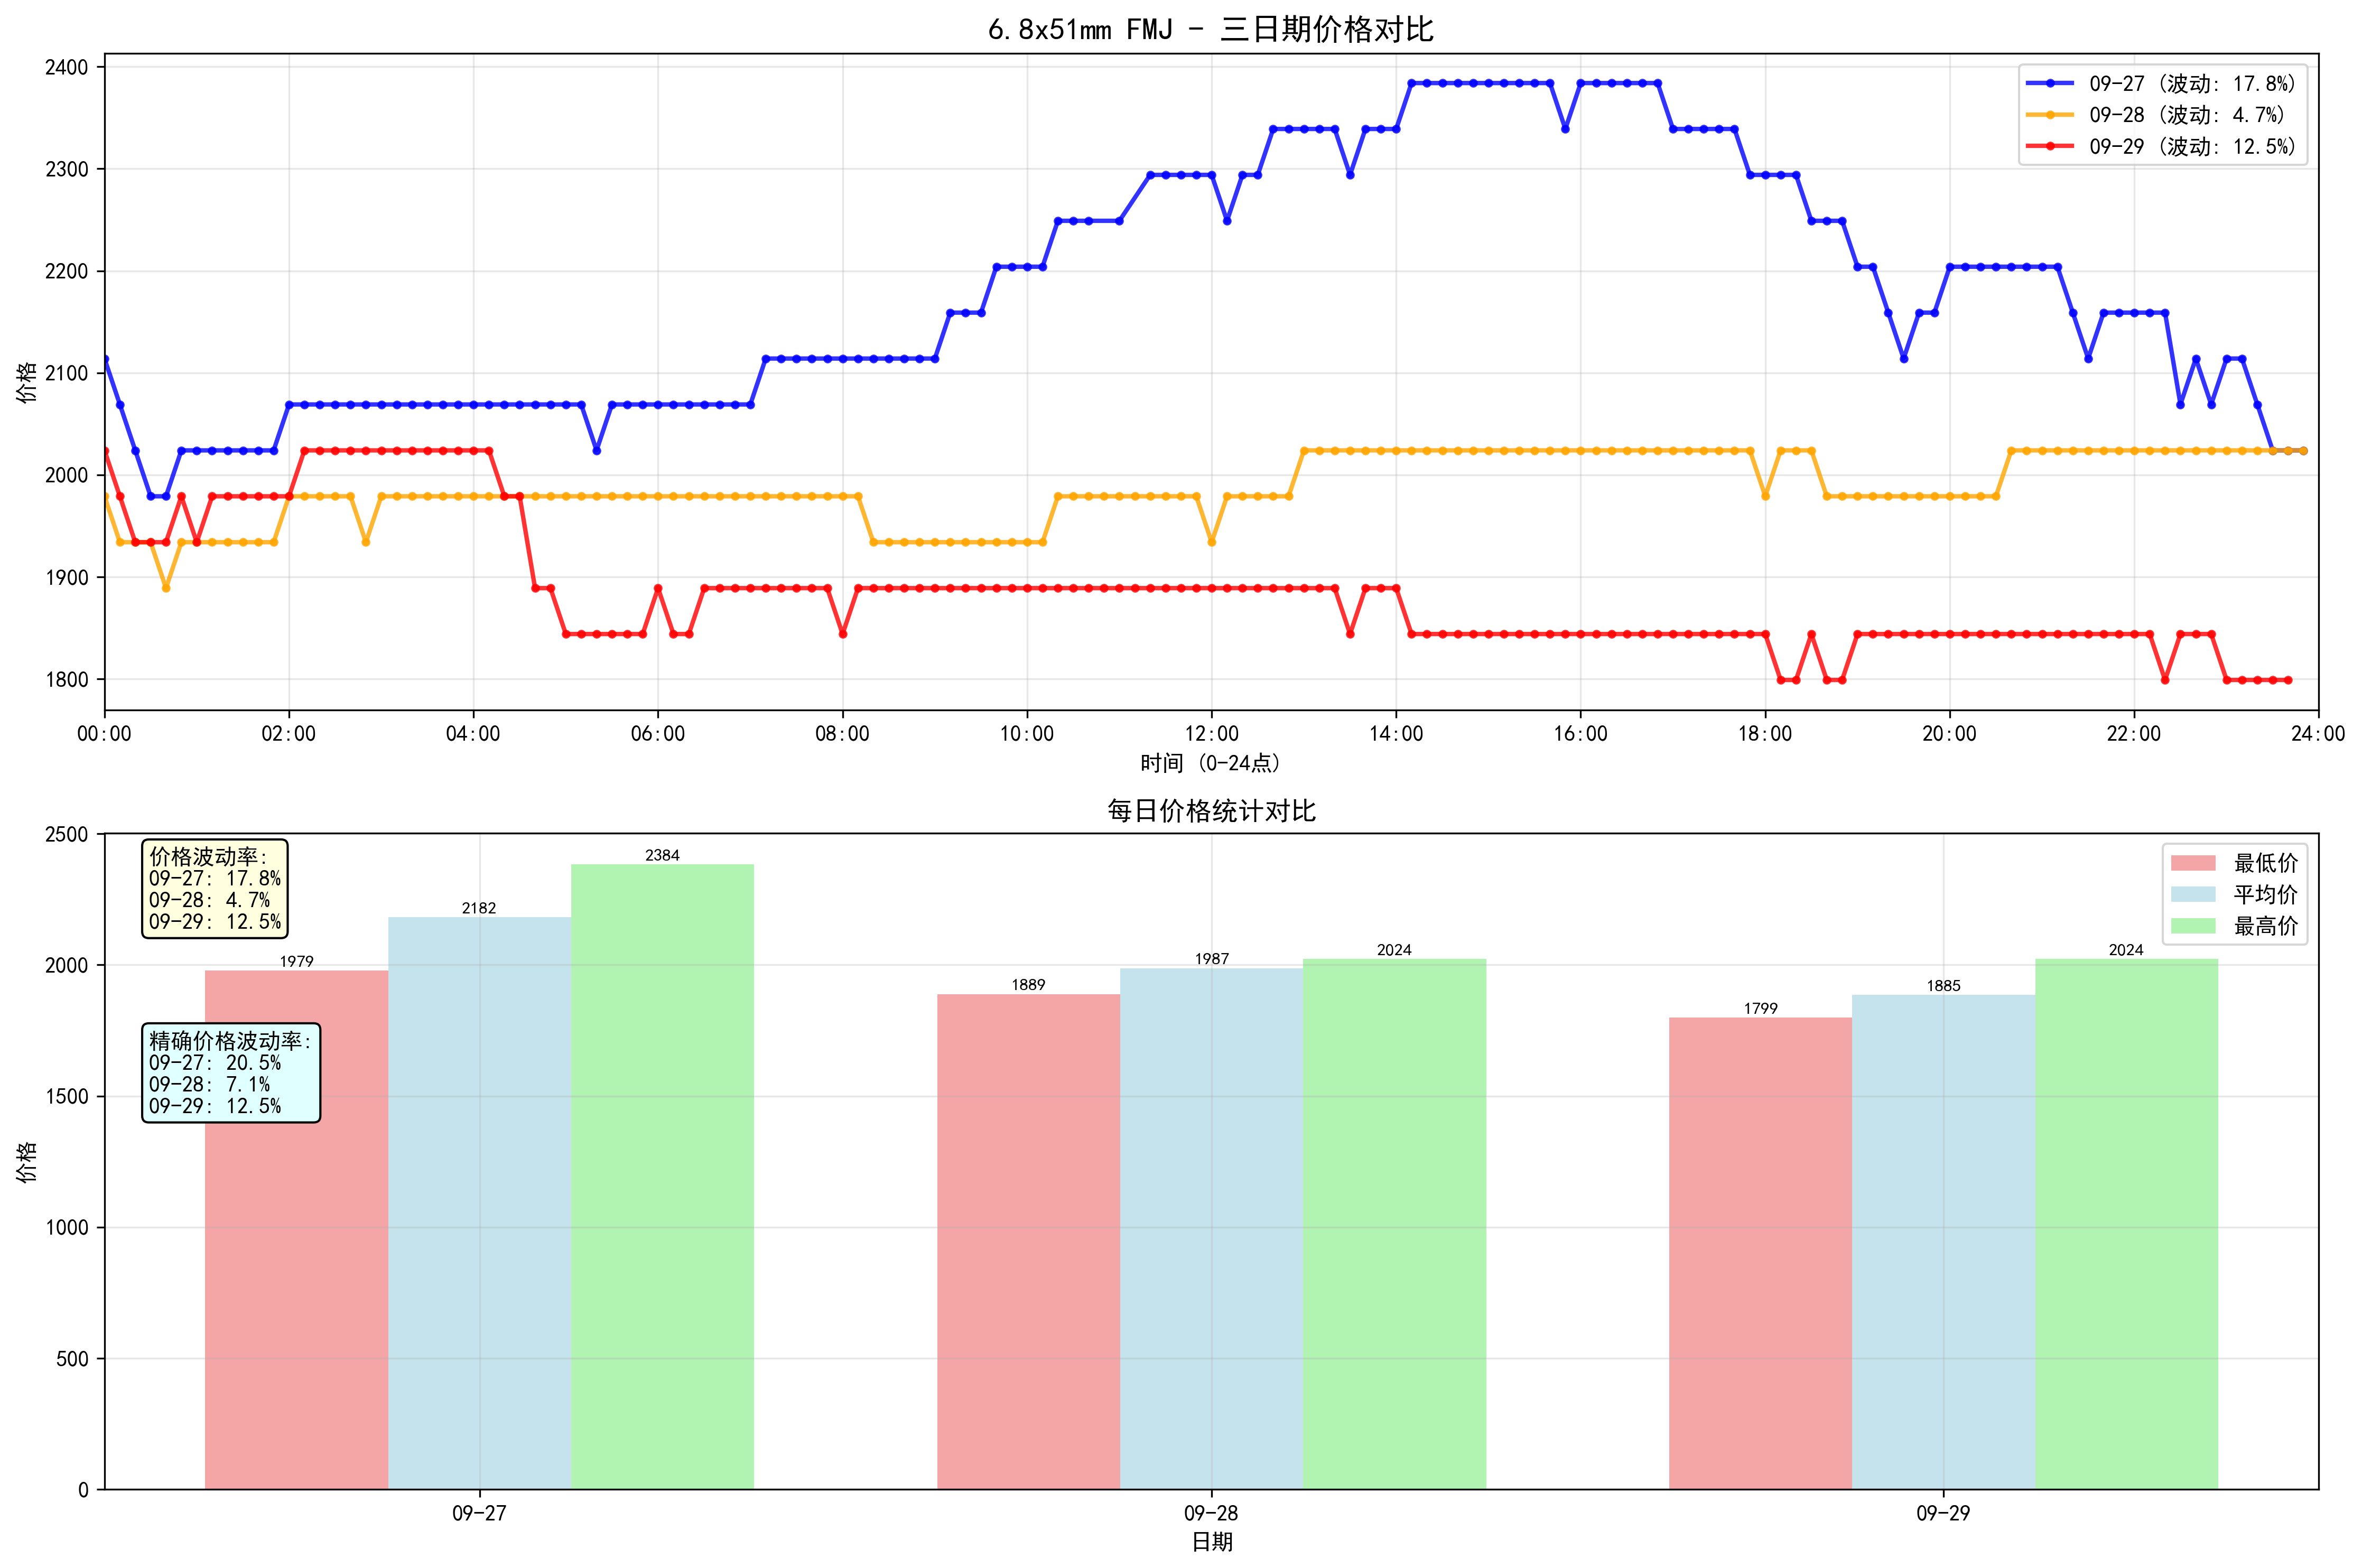 6.8x51mm FMJ - 三日期价格对比
2400
2300
2200
2100
2000
1900
1800
价格
09-27 (波动: 17.8%)
09-28 (波动: 4.7%)
09-29 (波动: 12.5%)
00:00 02:00 04:00 06:00 08:00 10:00 12:00 14:00 16:00 18:00 20:00 22:00 24:00
时间 (0-24点)
每日价格统计对比
2500
2000
1500
1000
500
0
价格
价格波动率:
09-27: 17.8%
09-28: 4.7%
09-29: 12.5%
精确价格波动率:
09-27: 20.5%
09-28: 7.1%
09-29: 12.5%
1979 2182 2384 1889 1987 2024 1799 1885 2024
最低价
平均价
最高价
09-27 09-28 09-29
日期